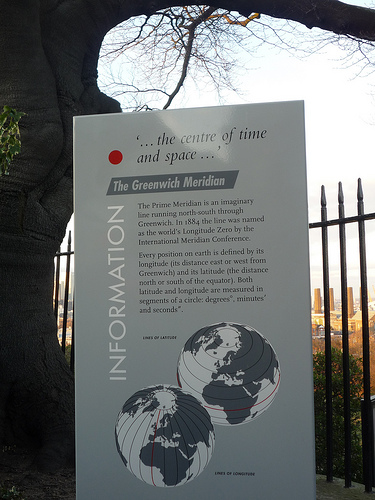 '... the centre of time
and space ...'
The Greenwich Meridian
INFORMATION
The Prime Meridian is an imaginary
line running north-south through
Greenwich. In 1884 the line was named
as the world's Longitude Zero by the
International Meridian Conference.
Every position on earth is defined by its
longitude (its distance east or west from
Greenwich) and its latitude (the distance
north or south of the equator). Both
latitude and longitude are measured in
segments of a circle: degrees°, minutes'
and seconds".
LINES OF LATITUDE
LINES OF LONGITUDE